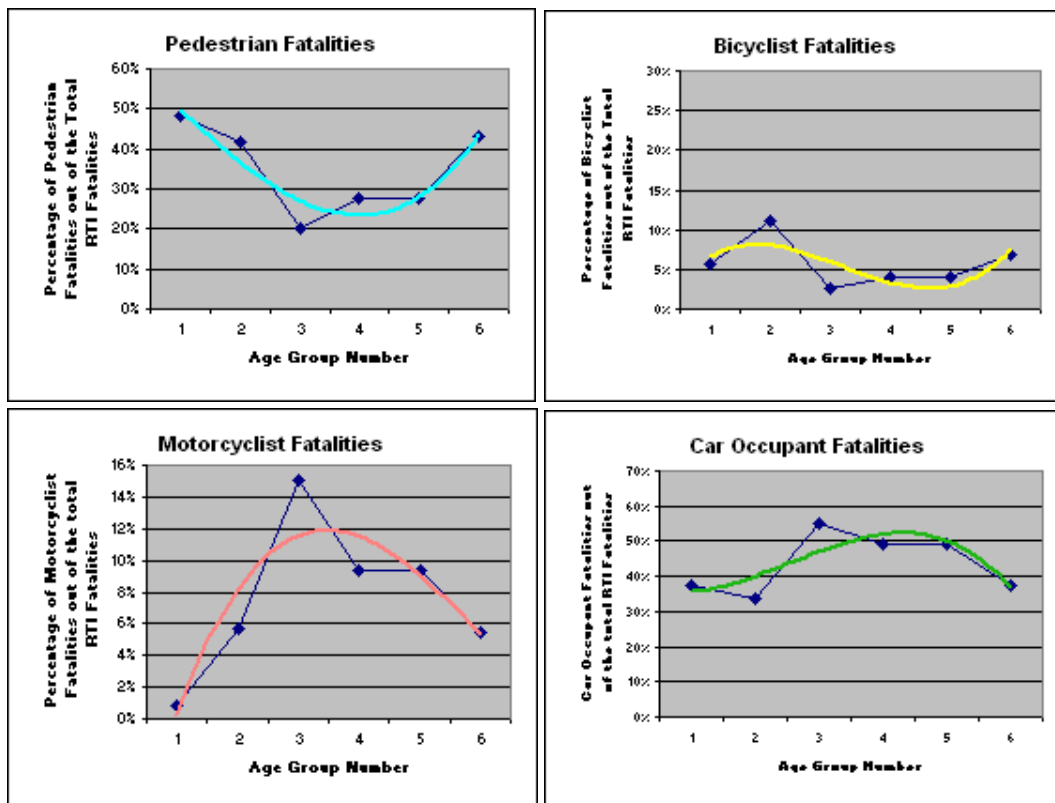 Pedestrian Fatalities
Percentage of Pedestrian
Fatalities out of the Total
RTI Fatalities
60%
50%
40%
30%
20%
10%
0%
1 2 3 4 5 6
Age Group Number
Bicyclist Fatalities
Percentage of Bicyclist
Fatalities out of the Total
RTI Fatalities
30%
25%
20%
15%
10%
5%
0%
1 2 3 4 5 6
Age Group Number
Motorcyclist Fatalities
Percentage of Motorcyclist
Fatalities out of the total
RTI Fatalities
16%
14%
12%
10%
8%
6%
4%
2%
0%
1 2 3 4 5 6
Age Group Number
Car Occupant Fatalities
Car Occupant Fatalities out
of the total RTI Fatalities
70%
60%
50%
40%
30%
20%
10%
0%
1 2 3 4 5 6
Age Group Number